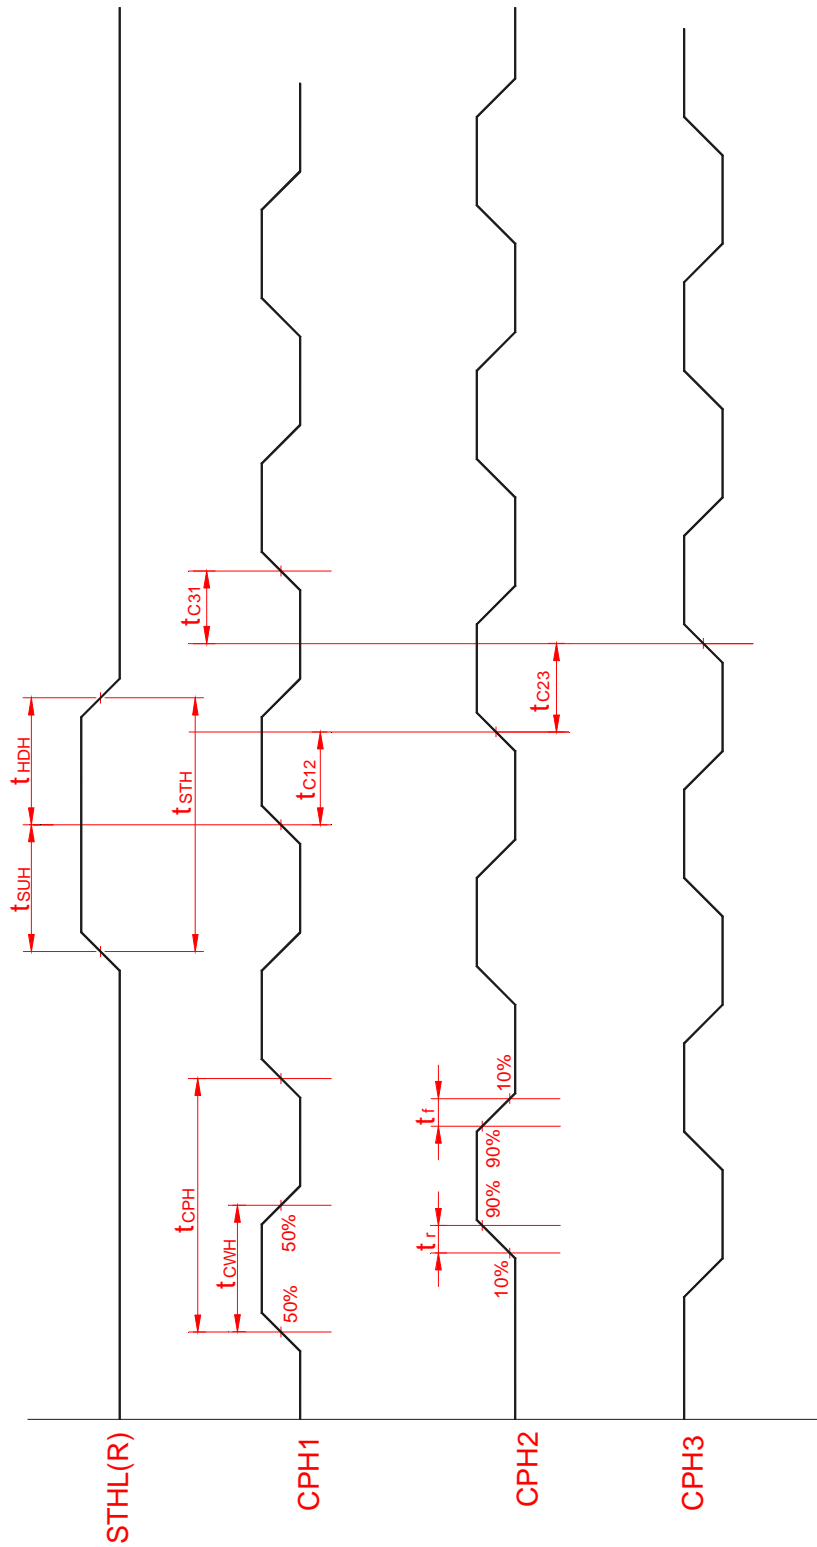 STHL(R)
tSUH
tHDH
tSTH
CPH1
tCPH
tCWH
50%
50%
tC12
tC31
CPH2
tr
10%
90%
tf
90%
10%
tC23
CPH3